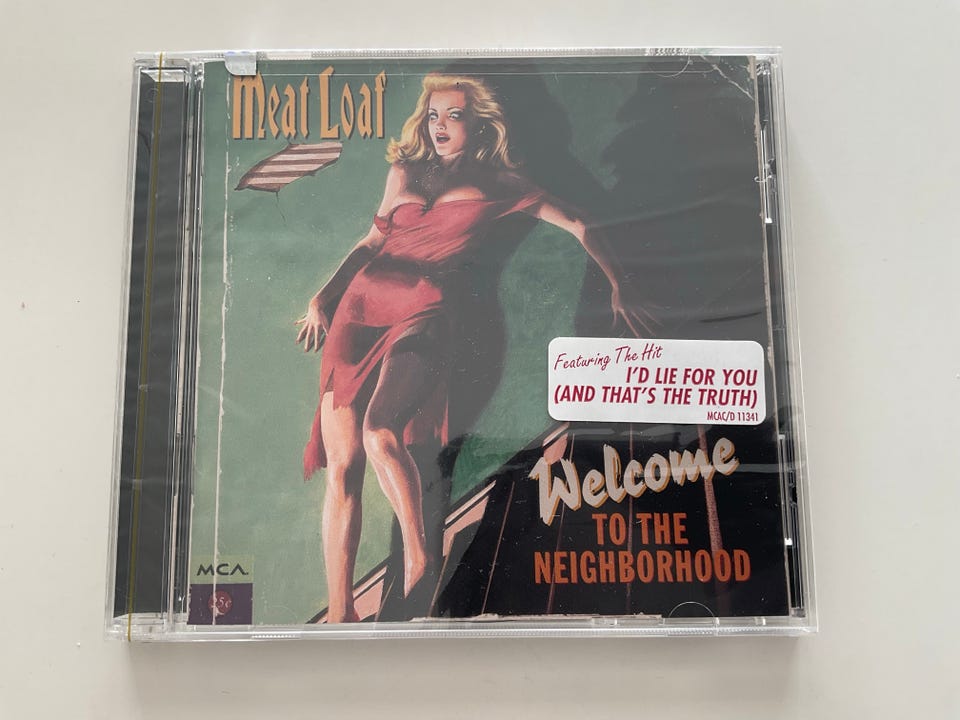 Meat Loaf
Featuring The Hit
I'D LIE FOR YOU
(AND THAT'S THE TRUTH)
MCAC/D 11341
Welcome
TO THE
NEIGHBORHOOD
MCA
25¢